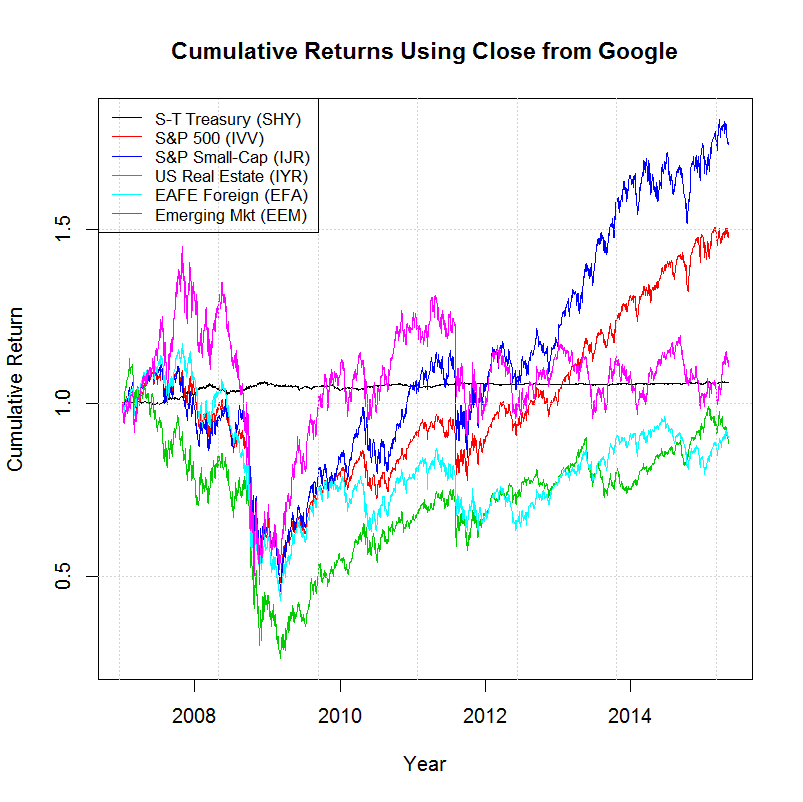 Cumulative Returns Using Close from Google
S-T Treasury (SHY)
S&P 500 (IVV)
S&P Small-Cap (IJR)
US Real Estate (IYR)
EAFE Foreign (EFA)
Emerging Mkt (EEM)
1.5
1.0
0.5
Cumulative Return
2008 2010 2012 2014
Year